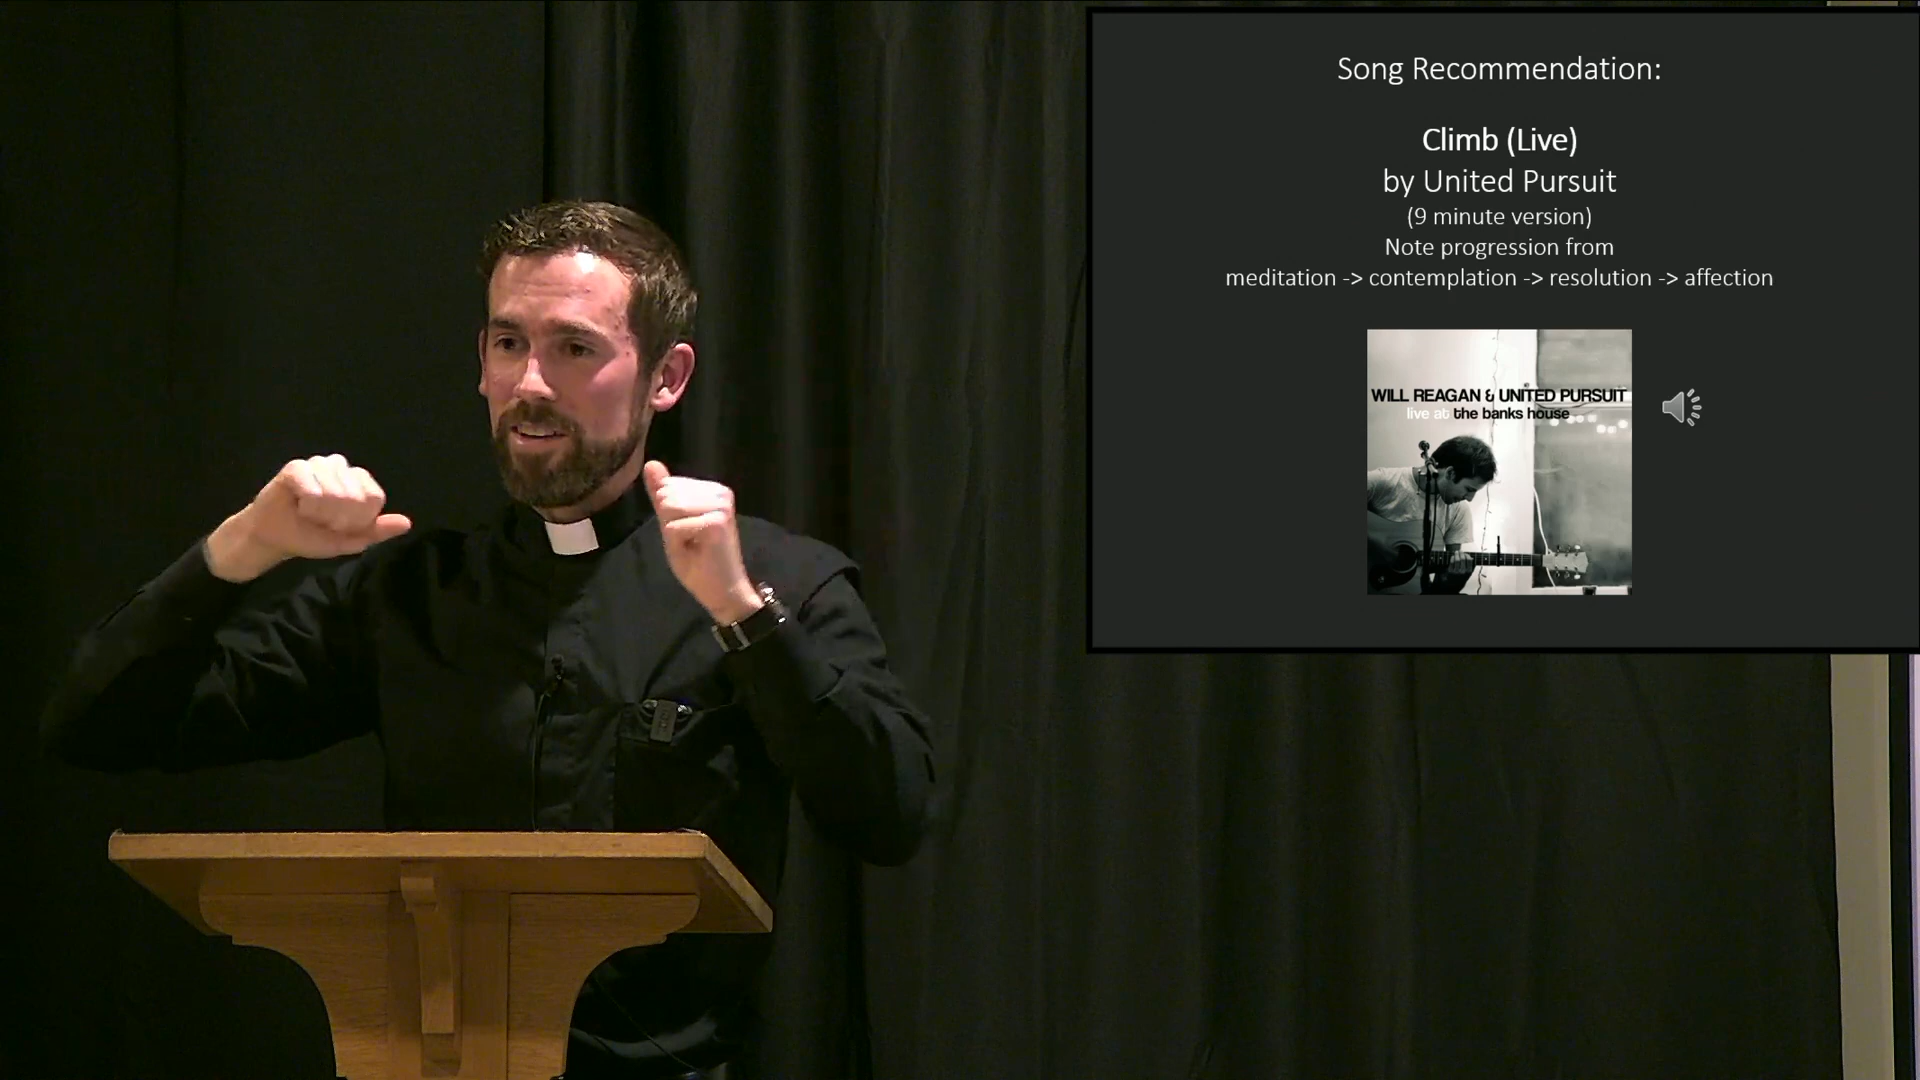 Song Recommendation:
Climb (Live)
by United Pursuit
(9 minute version)
Note progression from
meditation -> contemplation -> resolution -> affection
WILL REAGAN & UNITED PURSUIT
live at the banks house